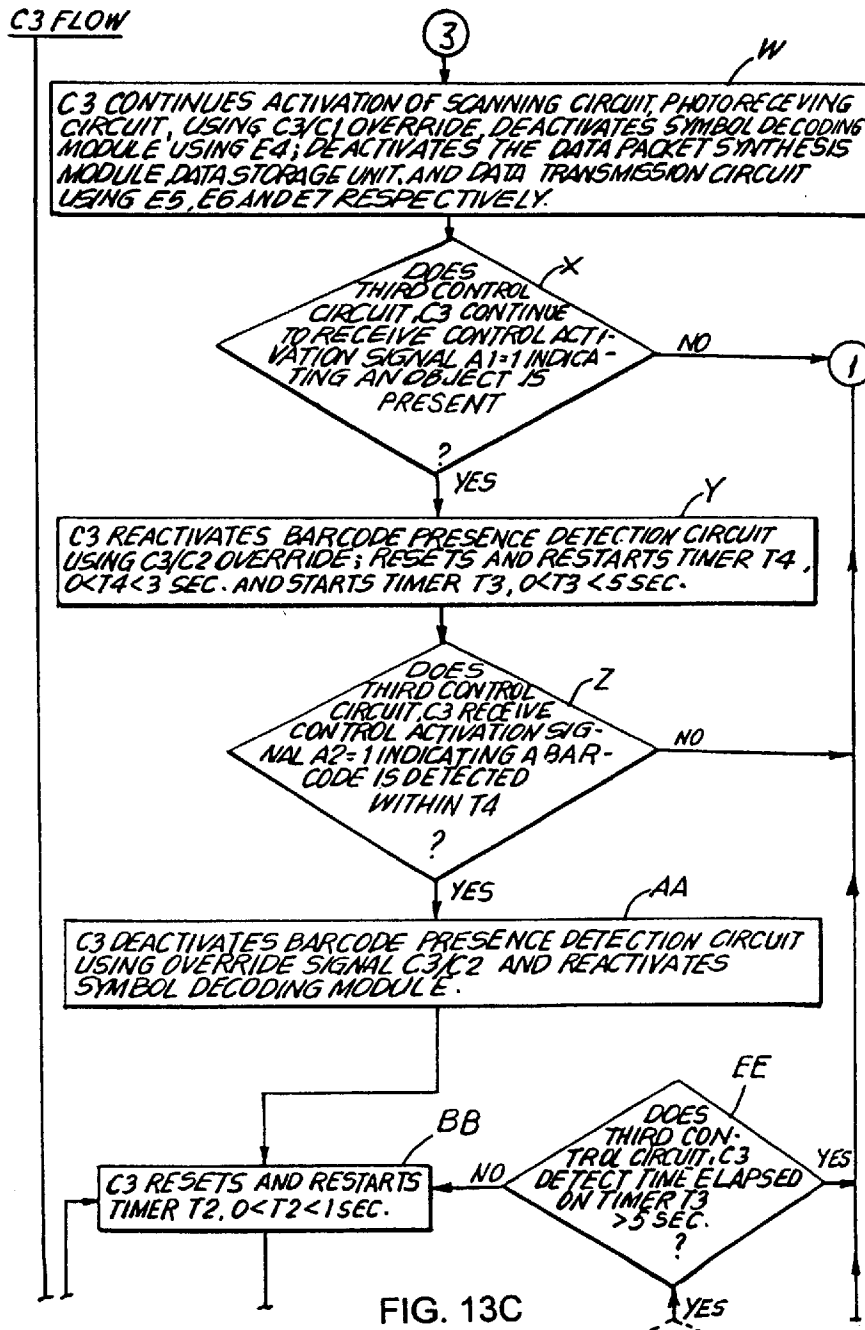 C3 FLOW
3
W
C3 CONTINUES ACTIVATION OF SCANNING CIRCUIT, PHOTORECEVING
CIRCUIT, USING C3/C1 OVERRIDE, DEACTIVATES SYMBOL DECODING
MODULE USING E4; DEACTIVATES THE DATA PACKET SYNTHESIS
MODULE, DATA STORAGE UNIT, AND DATA TRANSMISSION CIRCUIT
USING E5, E6 AND E7 RESPECTIVELY.
X
DOES
THIRD CONTROL
CIRCUIT, C3 CONTINUE
TO RECEIVE CONTROL ACTI-
VATION SIGNAL A1=1 INDICA-
TING AN OBJECT IS
PRESENT
?
NO
1
YES
Y
C3 REACTIVATES BARCODE PRESENCE DETECTION CIRCUIT
USING C3/C2 OVERRIDE; RESETS AND RESTARTS TIMER T4,
0<T4<3 SEC. AND STARTS TIMER T3, 0<T3<5 SEC.
Z
DOES
THIRD CONTROL
CIRCUIT, C3 RECEIVE
CONTROL ACTIVATION SIG-
NAL A2=1 INDICATING A BAR-
CODE IS DETECTED
WITHIN T4
?
NO
YES
AA
C3 DEACTIVATES BARCODE PRESENCE DETECTION CIRCUIT
USING OVERRIDE SIGNAL C3/C2 AND REACTIVATES
SYMBOL DECODING MODULE.
BB
C3 RESETS AND RESTARTS
TIMER T2, 0<T2<1 SEC.
EE
DOES
THIRD CON-
TROL CIRCUIT, C3
DETECT TIME ELAPSED
ON TIMER T3
>5 SEC.
?
NO
YES
YES
FIG. 13C